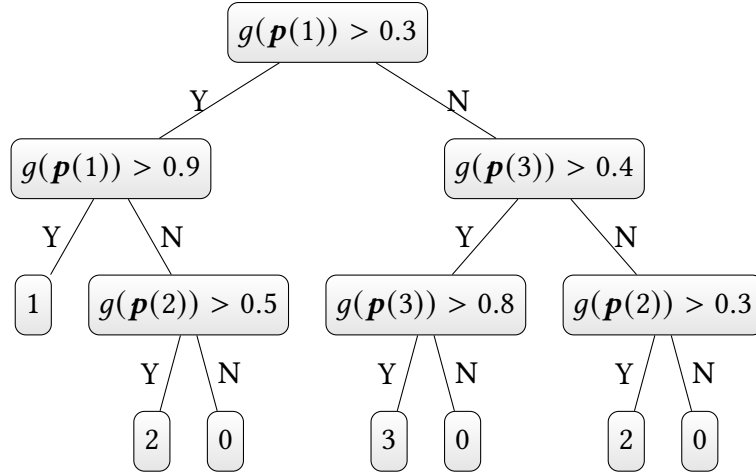 g(p(1)) > 0.3
Y N
g(p(1)) > 0.9 g(p(3)) > 0.4
Y N Y N
1 g(p(2)) > 0.5 g(p(3)) > 0.8 g(p(2)) > 0.3
Y N Y N Y N
2 0 3 0 2 0